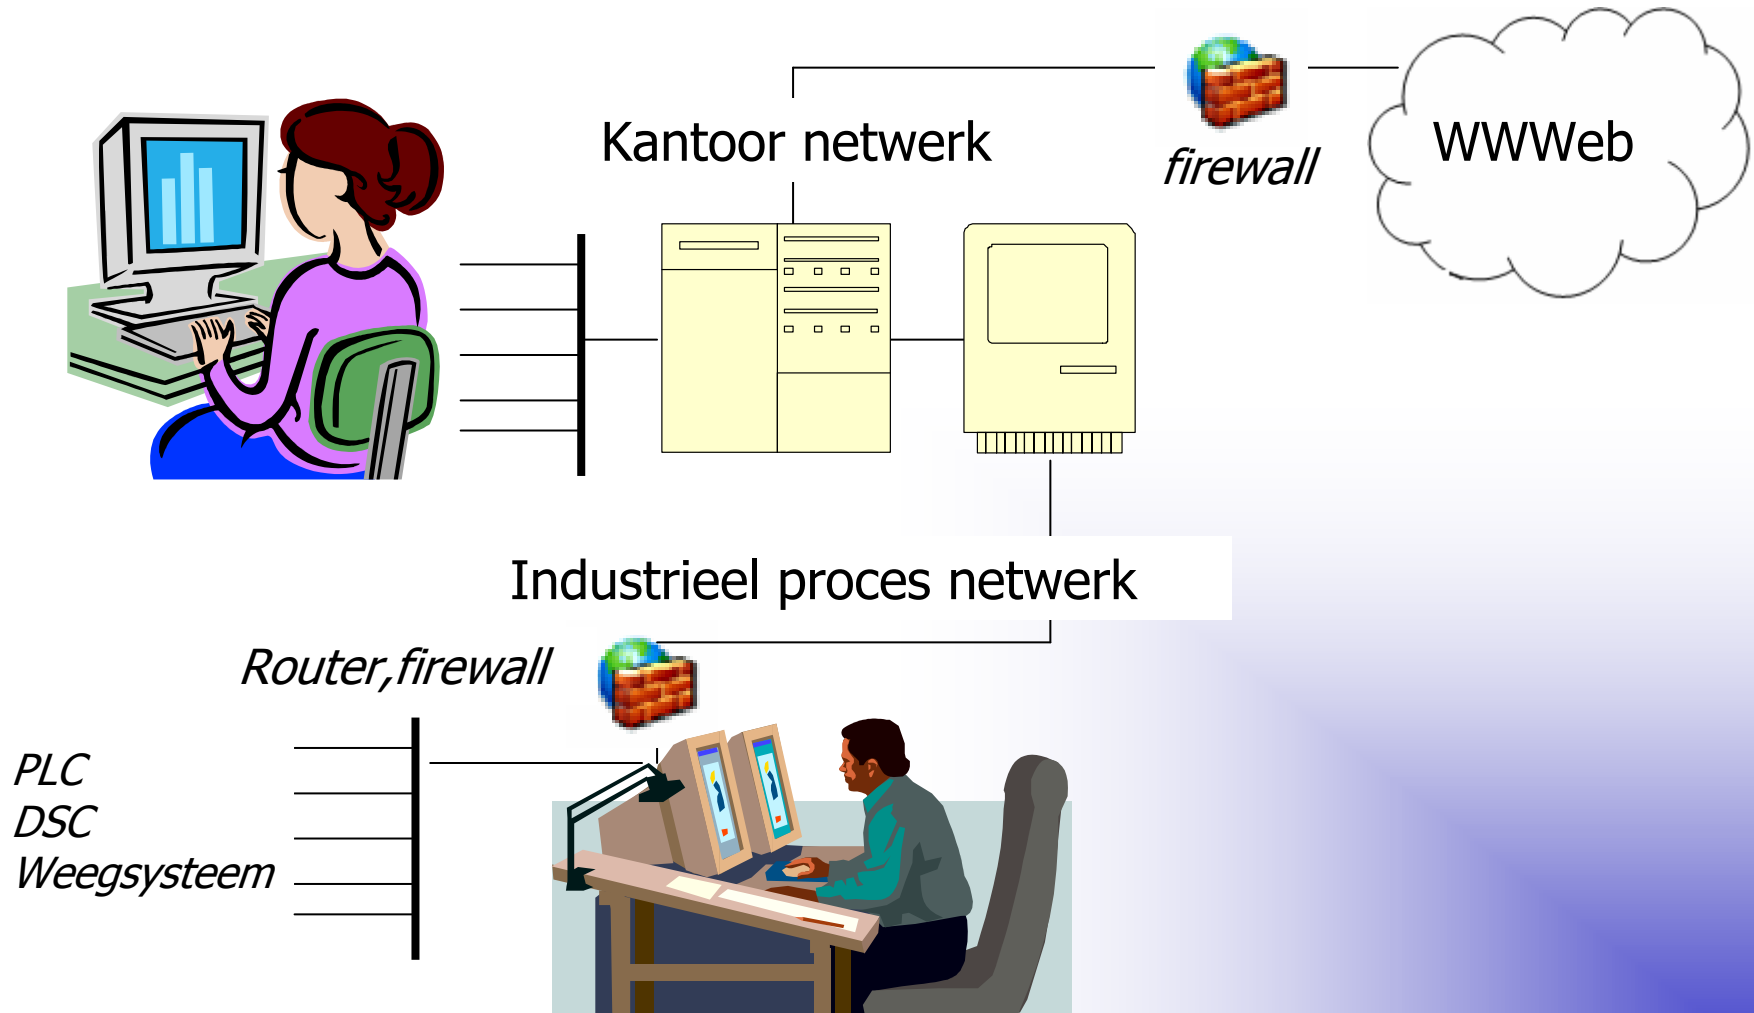 Kantoor netwerk
firewall
WWWeb
Industrieel proces netwerk
Router,firewall
PLC
DSC
Weegsysteem